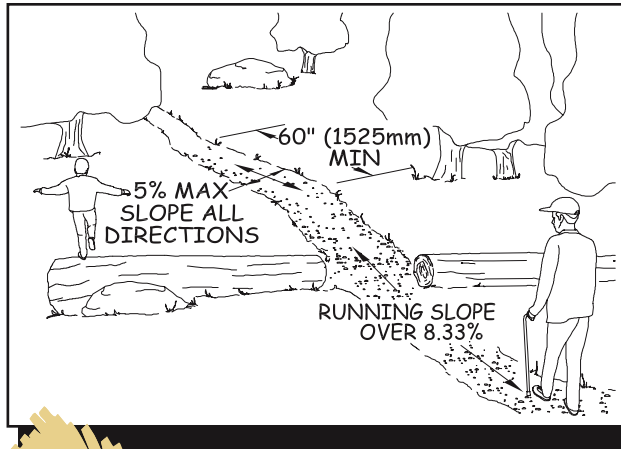 60" (1525mm)
MIN
5% MAX
SLOPE ALL
DIRECTIONS
RUNNING SLOPE
OVER 8.33%